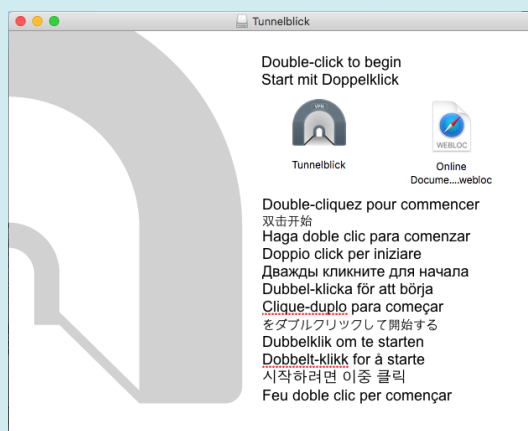 Tunnelblick
Double-click to begin
Start mit Doppelklick
VPN
WEBLOC
Tunnelblick
Online
Docume....webloc
Double-cliquez pour commencer
双击开始
Haga doble clic para comenzar
Doppio click per iniziare
Дважды кликните для начала
Dubbel-klicka för att börja
Clique-duplo para começar
をダブルクリックして開始する
Dubbelklik om te starten
Dobbelt-klikk for å starte
시작하려면 이중 클릭
Feu doble clic per començar